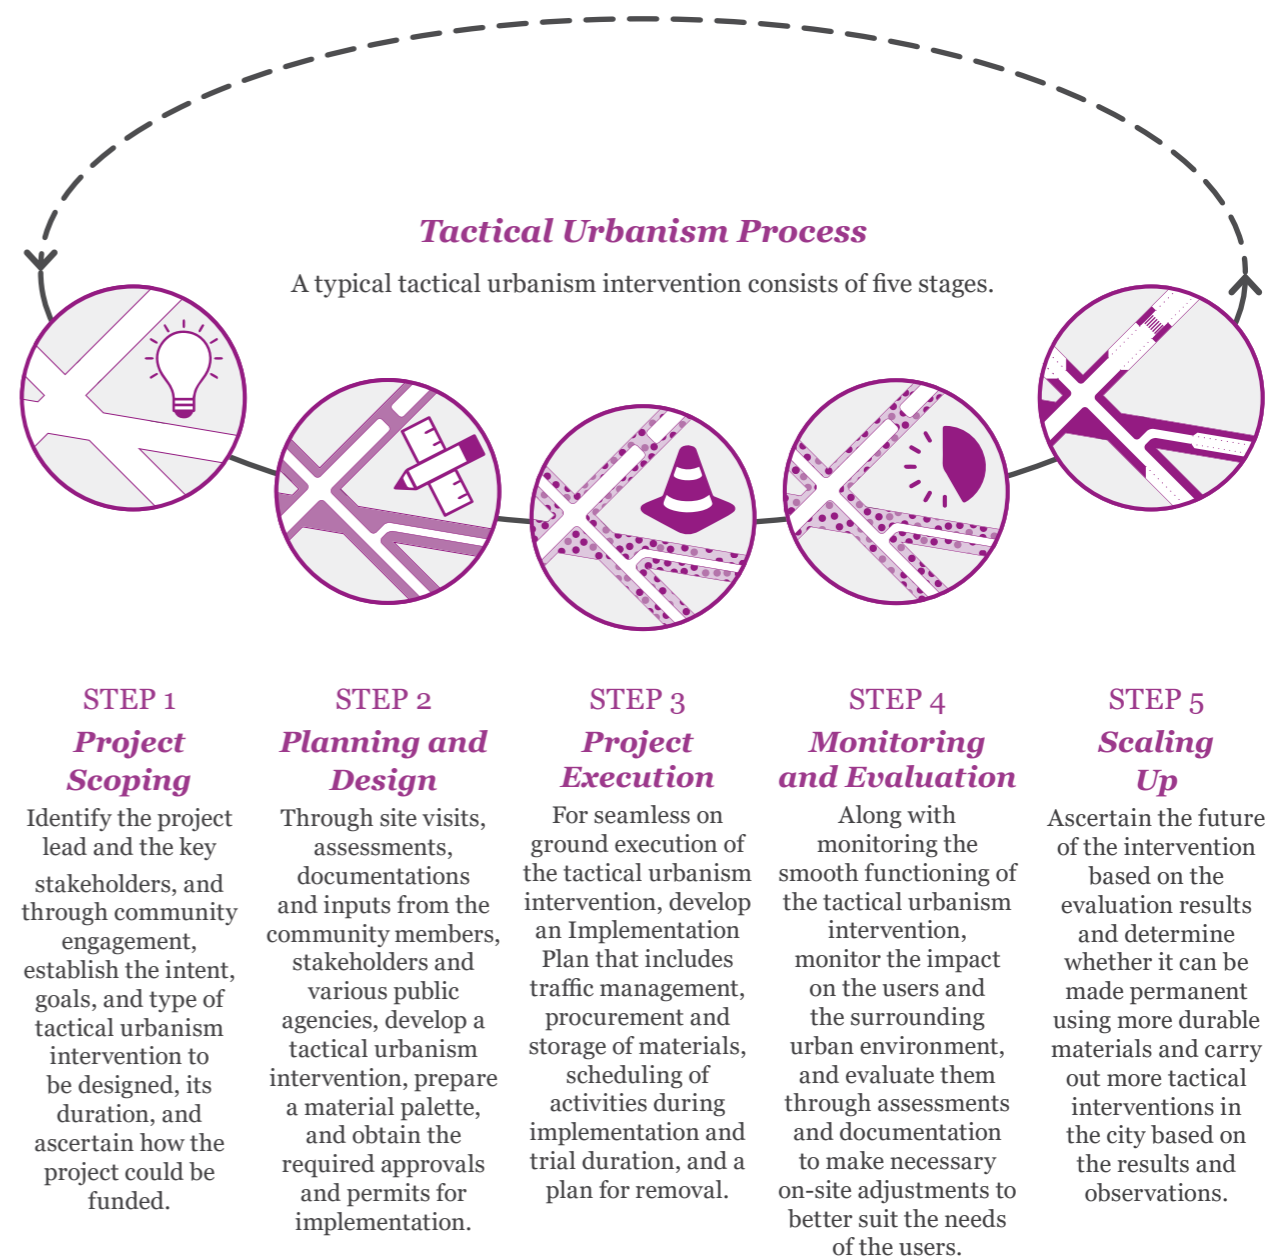 Tactical Urbanism Process
A typical tactical urbanism intervention consists of five stages.
STEP 1
Project
Scoping
Identify the project
lead and the key
stakeholders, and
through community
engagement,
establish the intent,
goals, and type of
tactical urbanism
intervention to
be designed, its
duration, and
ascertain how the
project could be
funded.
STEP 2
Planning and
Design
Through site visits,
assessments,
documentations
and inputs from the
community members,
stakeholders and
various public
agencies, develop a
tactical urbanism
intervention, prepare
a material palette,
and obtain the
required approvals
and permits for
implementation.
STEP 3
Project
Execution
For seamless on
ground execution of
the tactical urbanism
intervention, develop
an Implementation
Plan that includes
traffic management,
procurement and
storage of materials,
scheduling of
activities during
implementation and
trial duration, and a
plan for removal.
STEP 4
Monitoring
and Evaluation
Along with
monitoring the
smooth functioning of
the tactical urbanism
intervention,
monitor the impact
on the users and
the surrounding
urban environment,
and evaluate them
through assessments
and documentation
to make necessary
on-site adjustments to
better suit the needs
of the users.
STEP 5
Scaling
Up
Ascertain the future
of the intervention
based on the
evaluation results
and determine
whether it can be
made permanent
using more durable
materials and carry
out more tactical
interventions in
the city based on
the results and
observations.